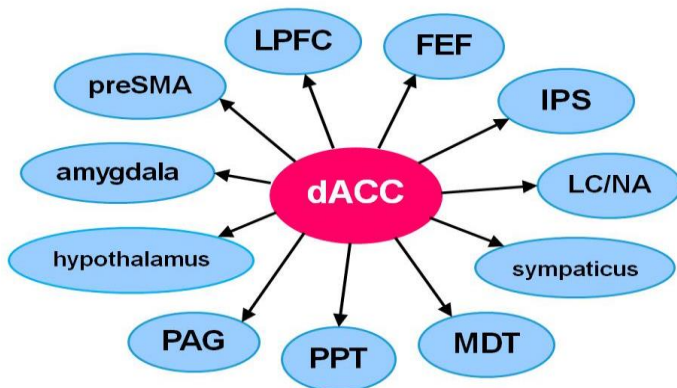 LPFC
FEF
preSMA
IPS
amygdala
dACC
LC/NA
hypothalamus
sympaticus
PAG
PPT
MDT